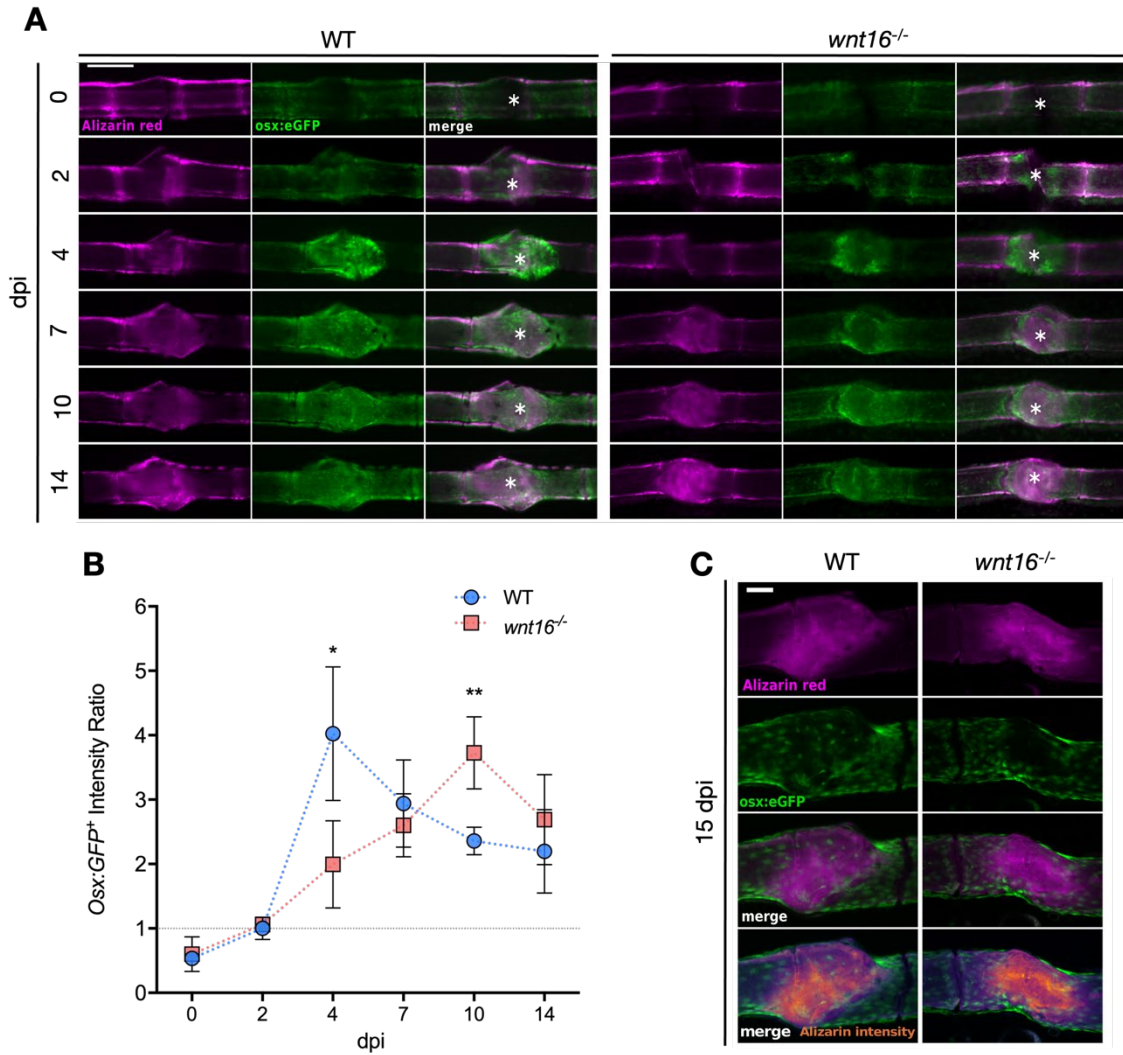 A
WT
wnt16-/-
dpi
0
Alizarin red
osx:eGFP
merge
*
*
2
*
*
4
*
*
7
*
*
10
*
*
14
*
*
B
WT
wnt16-/-
Osx:GFP+ Intensity Ratio
6
5
4
3
2
1
0
*
**
0 2 4 7 10 14
dpi
C
WT
wnt16-/-
15 dpi
Alizarin red
osx:eGFP
merge
merge Alizarin intensity